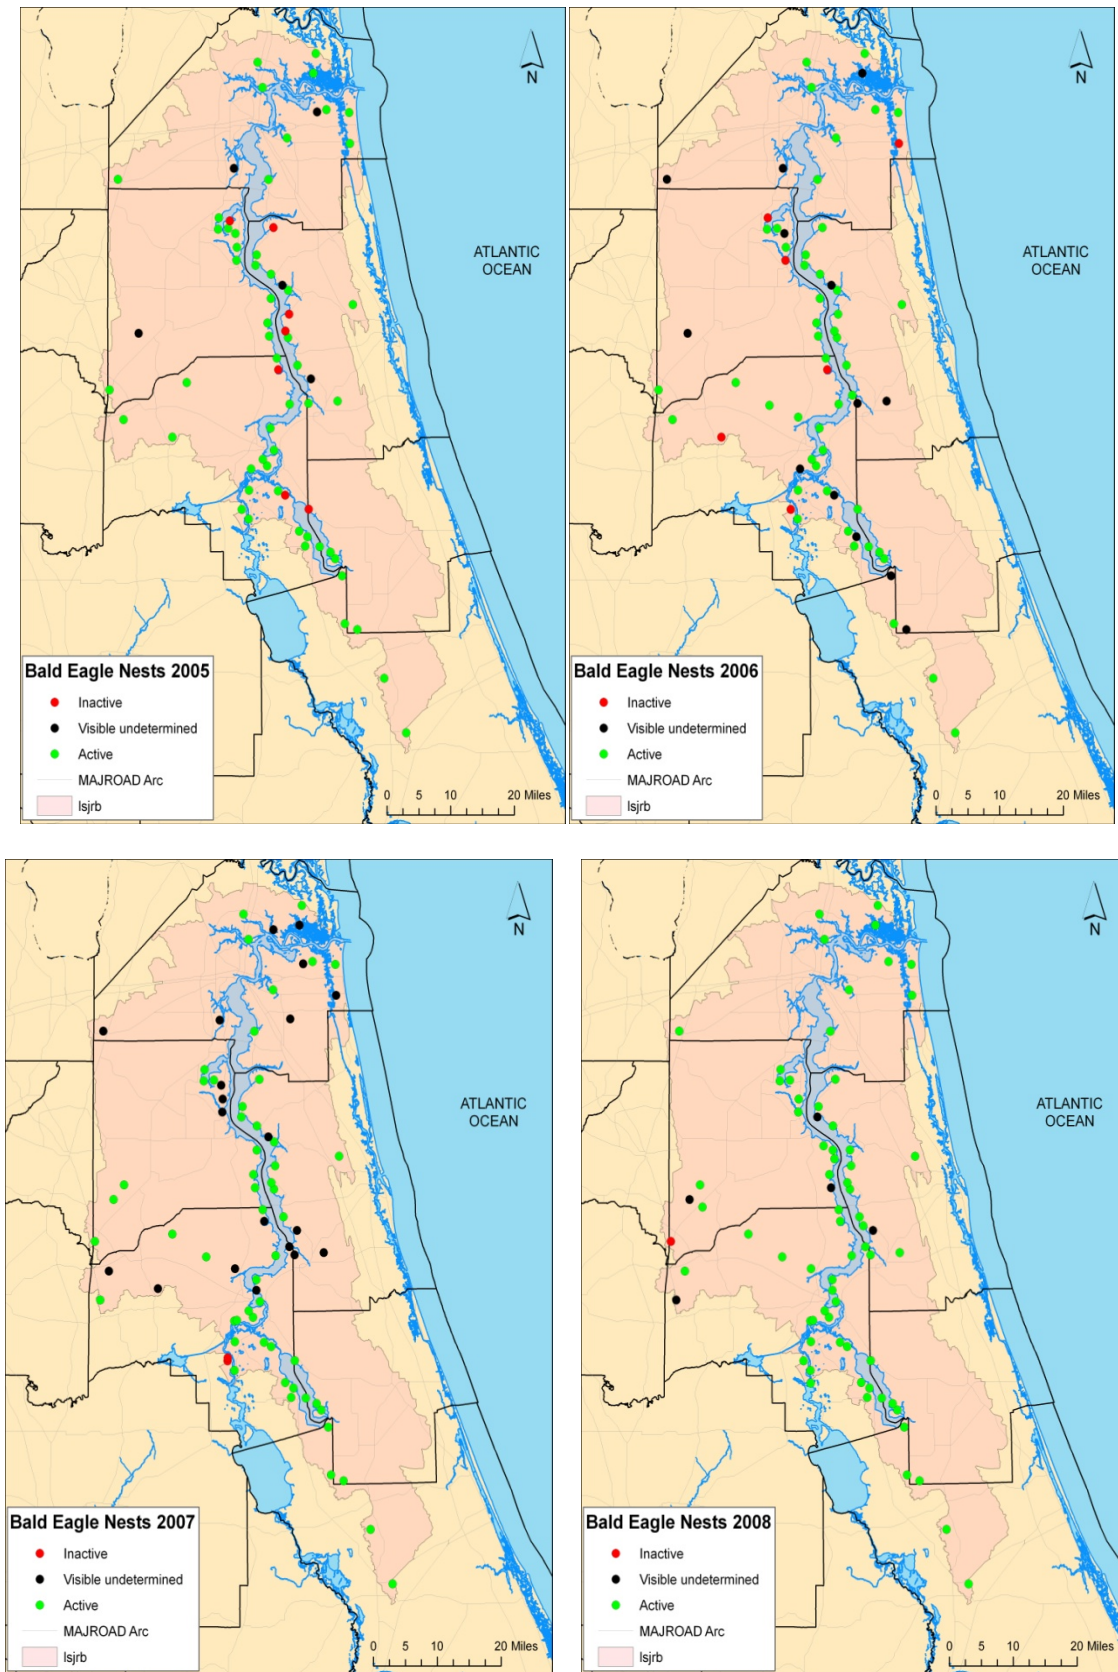 N
ATLANTIC
OCEAN
Bald Eagle Nests 2005
Inactive
Visible undetermined
Active
MAJROAD Arc
lsjrb
0 5 10 20 Miles
N
ATLANTIC
OCEAN
Bald Eagle Nests 2006
Inactive
Visible undetermined
Active
MAJROAD Arc
lsjrb
0 5 10 20 Miles
N
ATLANTIC
OCEAN
Bald Eagle Nests 2007
Inactive
Visible undetermined
Active
MAJROAD Arc
lsjrb
0 5 10 20 Miles
N
ATLANTIC
OCEAN
Bald Eagle Nests 2008
Inactive
Visible undetermined
Active
MAJROAD Arc
lsjrb
0 5 10 20 Miles